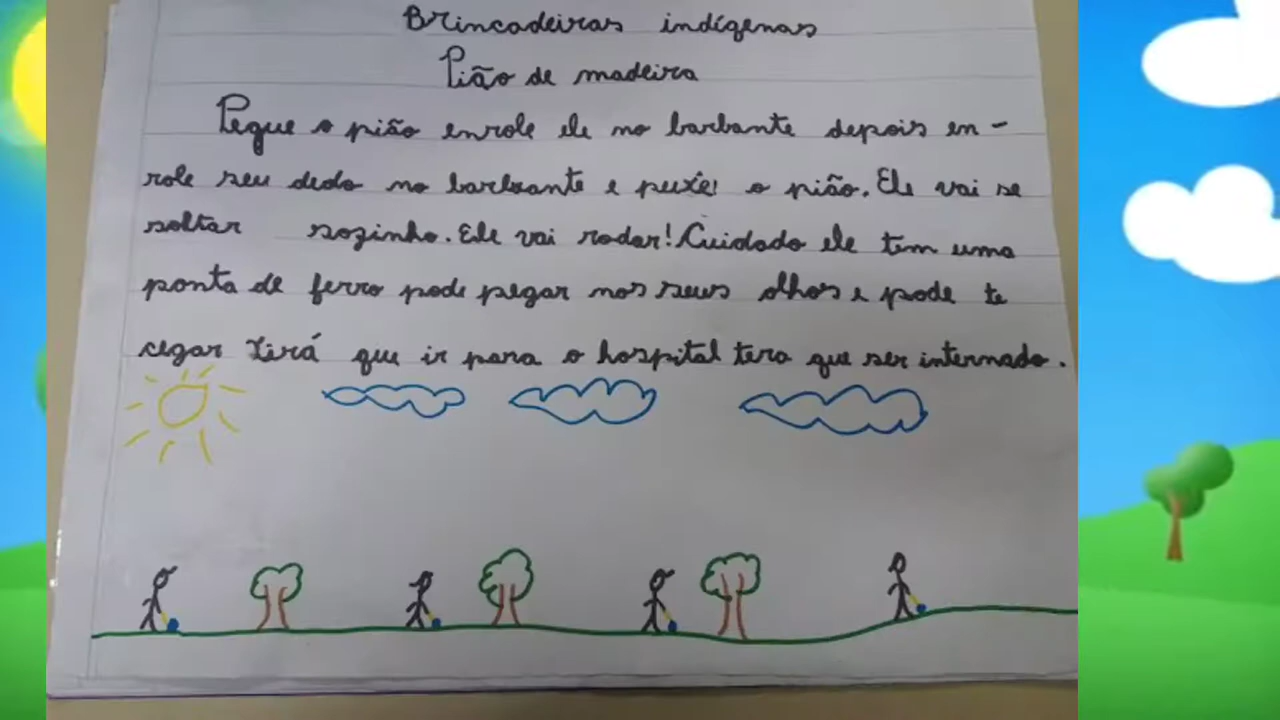 Brincadeiras indígenas
Pião de madeira
Pegue o pião enrole ele no barbante depois en-
role seu dedo no barbante e puxe! o pião. Ele vai se
soltar sozinho. Ele vai rodar! Cuidado ele tem uma
ponta de ferro pode pegar nos seus olhos e pode te
cegar terá que ir para o hospital tera que ser internado.